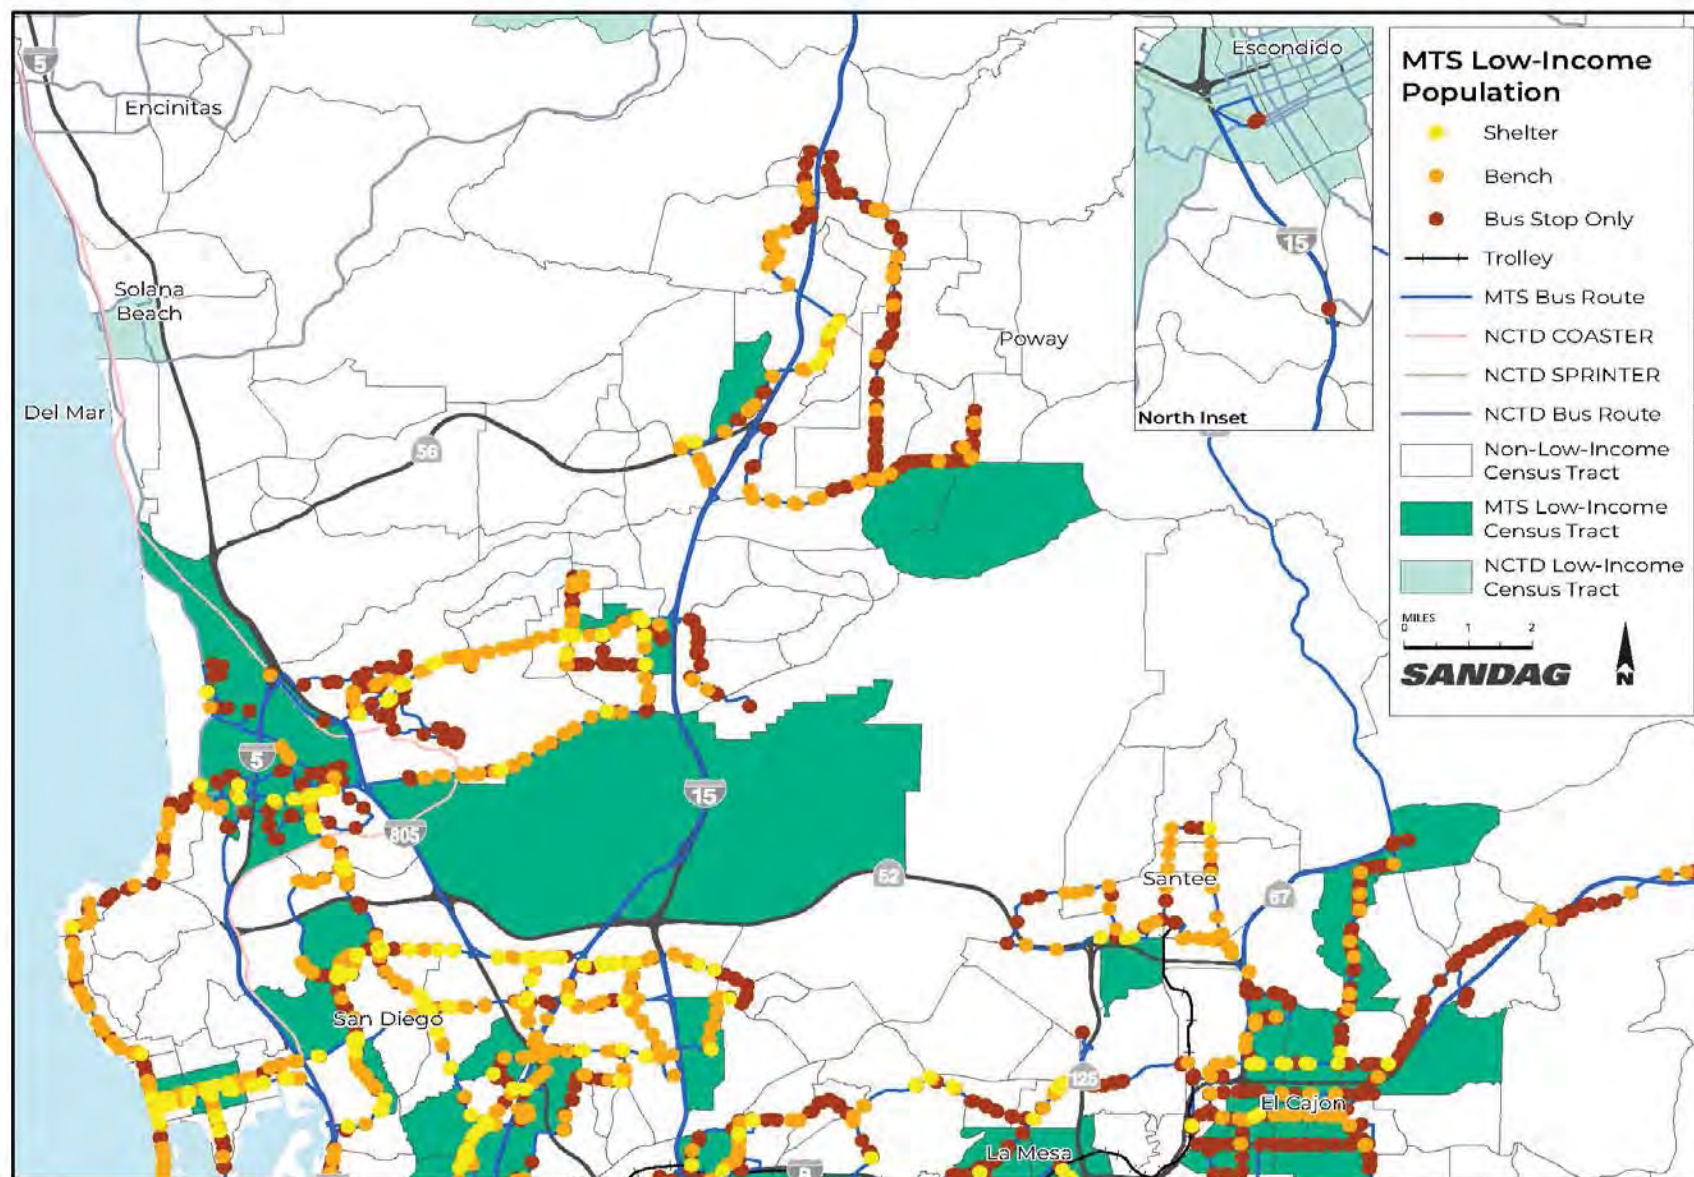 5
Encinitas
Solana
Beach
Del Mar
56
Poway
Escondido
15
North Inset
MTS Low-Income
Population
Shelter
Bench
Bus Stop Only
Trolley
MTS Bus Route
NCTD COASTER
NCTD SPRINTER
NCTD Bus Route
Non-Low-Income
Census Tract
MTS Low-Income
Census Tract
NCTD Low-Income
Census Tract
MILES
0 1 2
SANDAG
N
5
15
805
52
Santee
67
San Diego
125
El Cajon
La Mesa
8